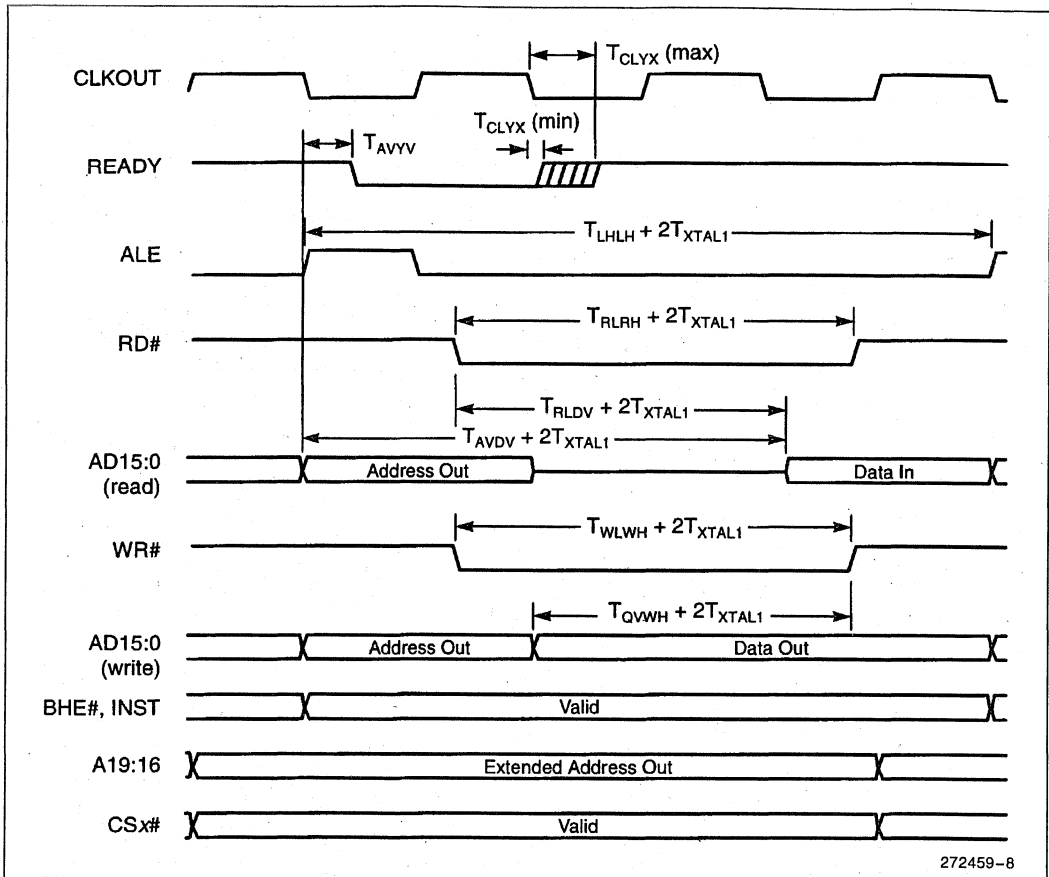 T_CLYX (max)
CLKOUT
T_CLYX (min)
T_AVYV
READY
T_LHLH + 2T_XTAL1
ALE
T_RLRH + 2T_XTAL1
RD#
T_RLDV + 2T_XTAL1
T_AVDV + 2T_XTAL1
AD15:0
(read)
Address Out
Data In
T_WLWH + 2T_XTAL1
WR#
T_QVWH + 2T_XTAL1
AD15:0
(write)
Address Out
Data Out
BHE#, INST
Valid
A19:16
Extended Address Out
CSx#
Valid
272459–8